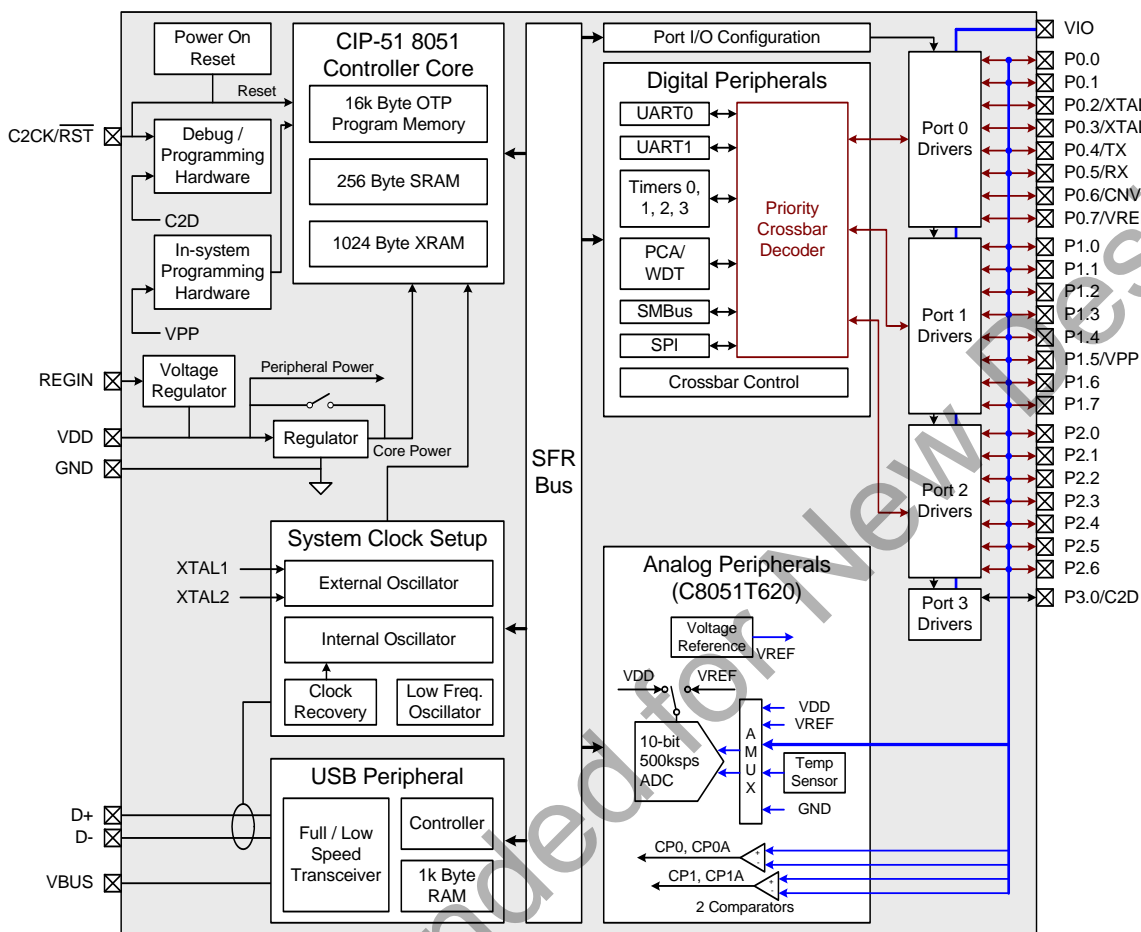 Power On
Reset
Reset
C2CK/RST
Debug /
Programming
Hardware
C2D
In-system
Programming
Hardware
VPP
CIP-51 8051
Controller Core
16k Byte OTP
Program Memory
256 Byte SRAM
1024 Byte XRAM
REGIN
Voltage
Regulator
Peripheral Power
VDD
Regulator
Core Power
GND
System Clock Setup
XTAL1
External Oscillator
XTAL2
Internal Oscillator
Clock
Recovery
Low Freq.
Oscillator
USB Peripheral
D+
D-
VBUS
Full / Low
Speed
Transceiver
Controller
1k Byte
RAM
SFR
Bus
Port I/O Configuration
Digital Peripherals
UART0
UART1
Timers 0,
1, 2, 3
PCA/
WDT
SMBus
SPI
Priority
Crossbar
Decoder
Crossbar Control
Analog Peripherals
(C8051T620)
Voltage
Reference
VREF
VDD
VREF
10-bit
500ksps
ADC
AMUX
VDD
VREF
Temp
Sensor
GND
CP0, CP0A
+
-
CP1, CP1A
+
-
2 Comparators
Port 0
Drivers
Port 1
Drivers
Port 2
Drivers
Port 3
Drivers
VIO
P0.0
P0.1
P0.2/XTAL
P0.3/XTAL
P0.4/TX
P0.5/RX
P0.6/CNV
P0.7/VRE
P1.0
P1.1
P1.2
P1.3
P1.4
P1.5/VPP
P1.6
P1.7
P2.0
P2.1
P2.2
P2.3
P2.4
P2.5
P2.6
P3.0/C2D
nded for New Des